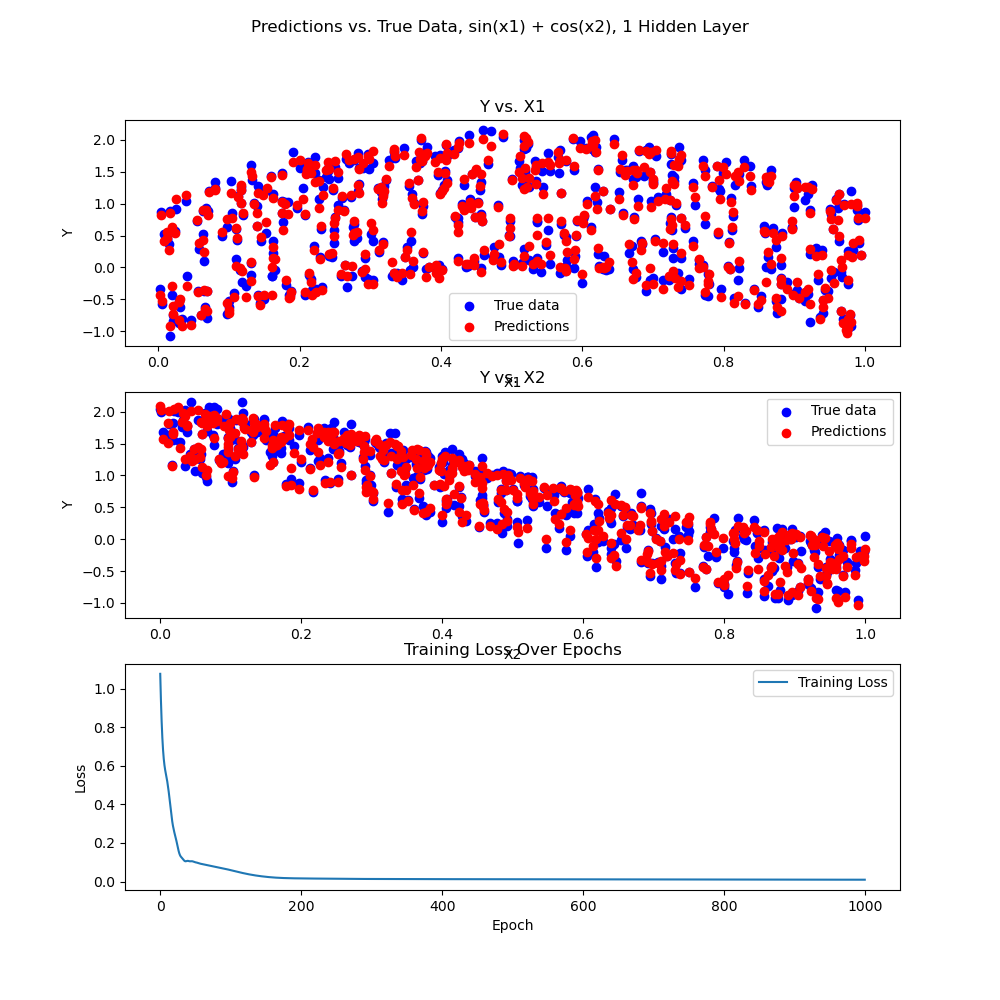 Predictions vs. True Data, sin(x1) + cos(x2), 1 Hidden Layer
Y vs. X1
2.0
1.5
1.0
0.5
0.0
−0.5
−1.0
Y
True data
Predictions
0.0 0.2 0.4 0.6 0.8 1.0
X1
Y vs. X2
2.0
1.5
1.0
0.5
0.0
−0.5
−1.0
Y
True data
Predictions
0.0 0.2 0.4 0.6 0.8 1.0
X2
Training Loss Over Epochs
1.0
0.8
0.6
0.4
0.2
0.0
Loss
Training Loss
0 200 400 600 800 1000
Epoch